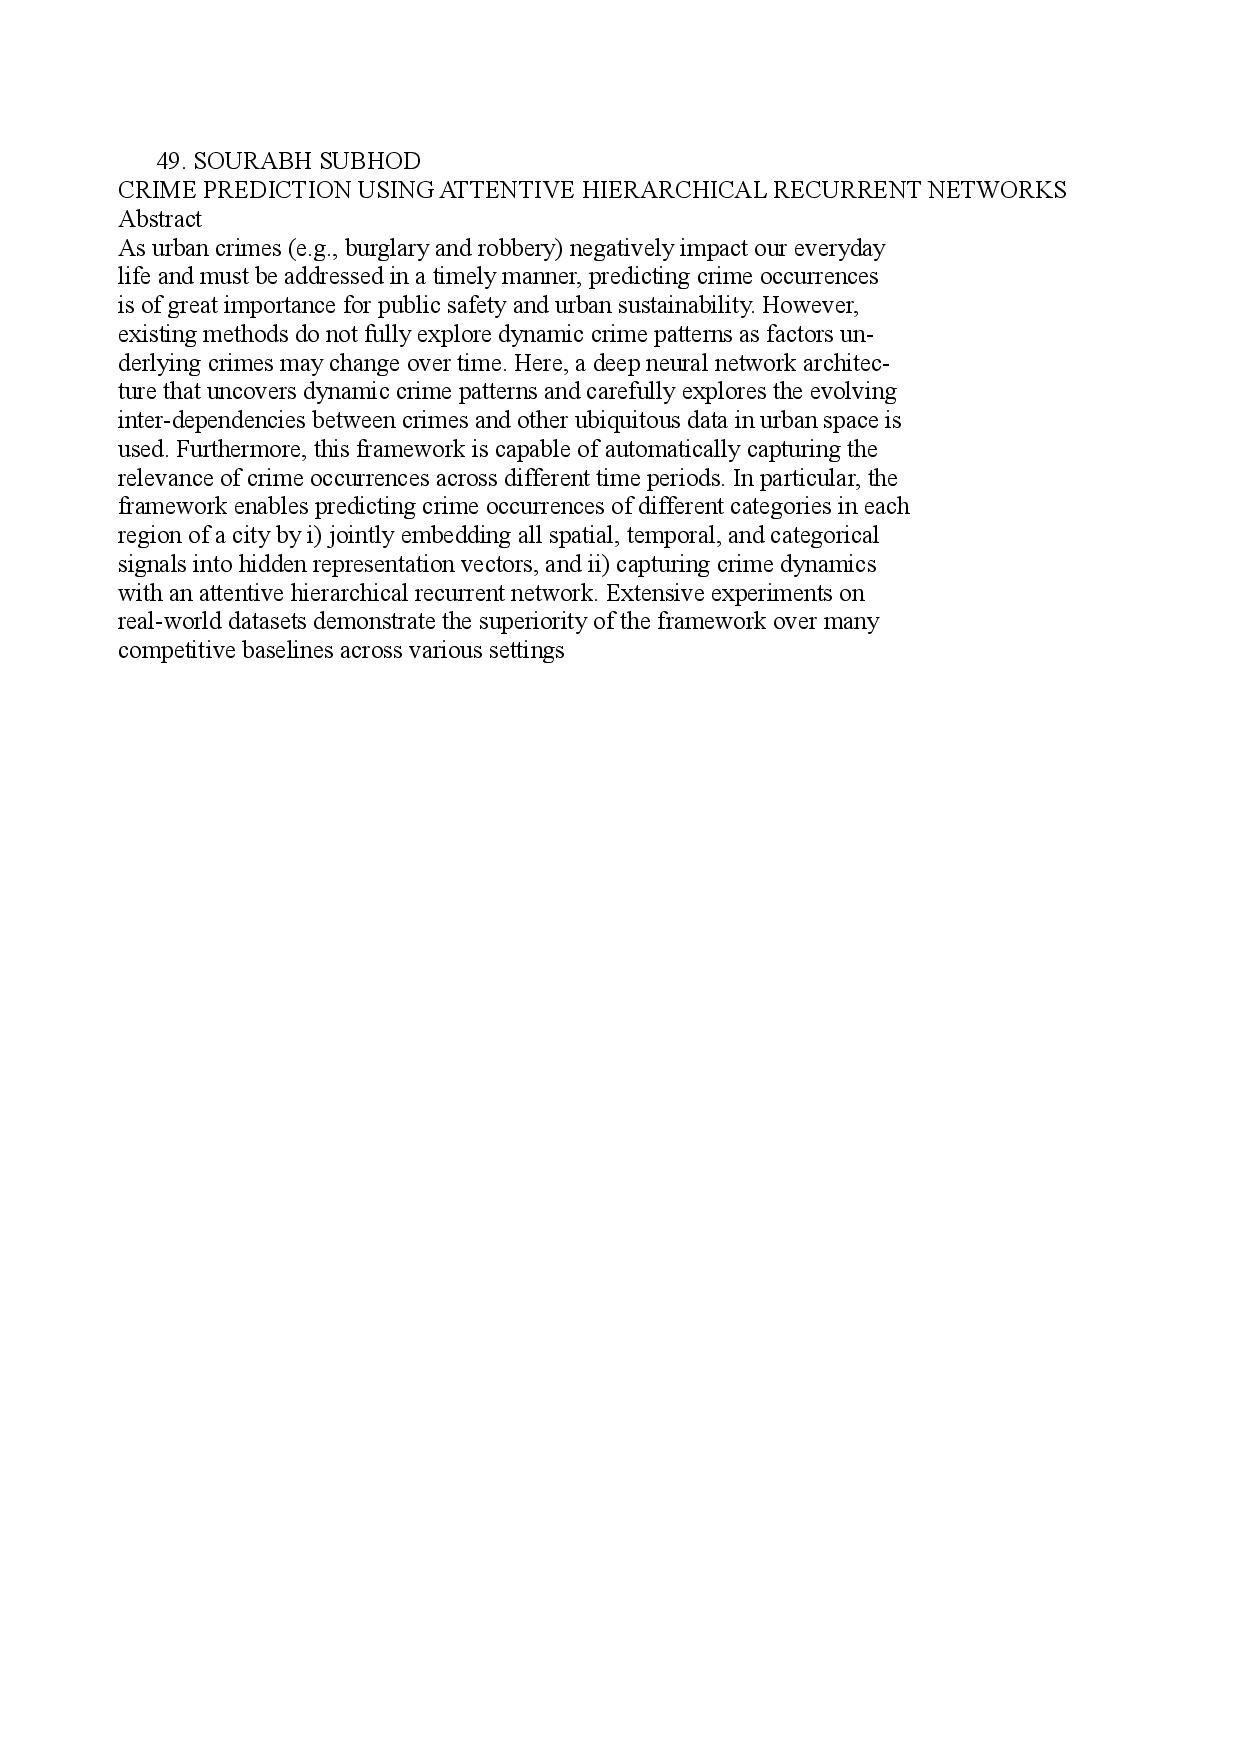 49. SOURABH SUBHOD
CRIME PREDICTION USING ATTENTIVE HIERARCHICAL RECURRENT NETWORKS
Abstract
As urban crimes (e.g., burglary and robbery) negatively impact our everyday
life and must be addressed in a timely manner, predicting crime occurrences
is of great importance for public safety and urban sustainability. However,
existing methods do not fully explore dynamic crime patterns as factors un-
derlying crimes may change over time. Here, a deep neural network architec-
ture that uncovers dynamic crime patterns and carefully explores the evolving
inter-dependencies between crimes and other ubiquitous data in urban space is
used. Furthermore, this framework is capable of automatically capturing the
relevance of crime occurrences across different time periods. In particular, the
framework enables predicting crime occurrences of different categories in each
region of a city by i) jointly embedding all spatial, temporal, and categorical
signals into hidden representation vectors, and ii) capturing crime dynamics
with an attentive hierarchical recurrent network. Extensive experiments on
real-world datasets demonstrate the superiority of the framework over many
competitive baselines across various settings